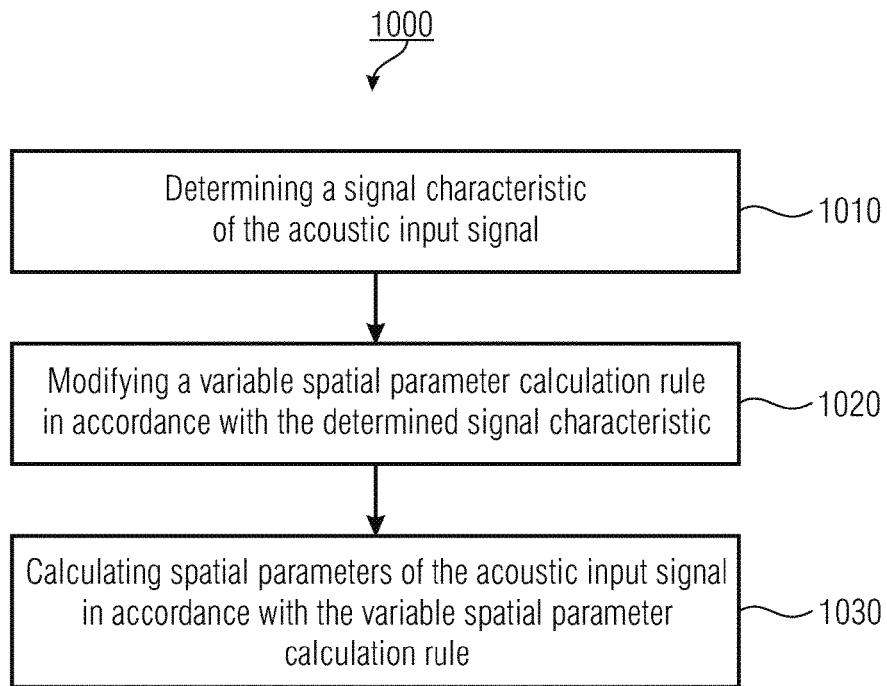 1000
Determining a signal characteristic
of the acoustic input signal
1010
Modifying a variable spatial parameter calculation rule
in accordance with the determined signal characteristic
1020
Calculating spatial parameters of the acoustic input signal
in accordance with the variable spatial parameter
calculation rule
1030